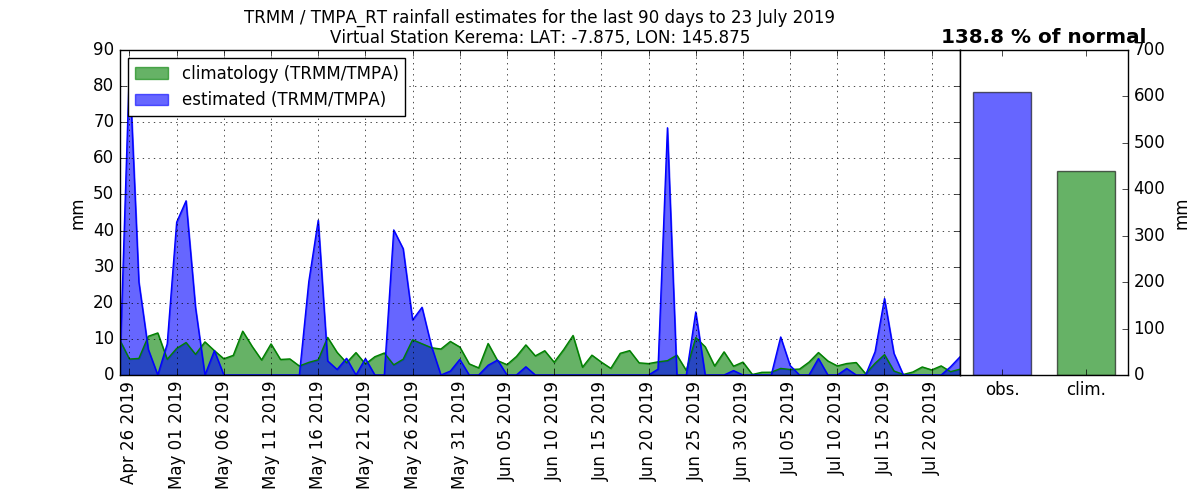 TRMM / TMPA_RT rainfall estimates for the last 90 days to 23 July 2019
Virtual Station Kerema: LAT: -7.875, LON: 145.875
138.8 % of normal
climatology (TRMM/TMPA)
estimated (TRMM/TMPA)
90
80
70
60
50
40
30
20
10
0
mm
Apr 26 2019
May 01 2019
May 06 2019
May 11 2019
May 16 2019
May 21 2019
May 26 2019
May 31 2019
Jun 05 2019
Jun 10 2019
Jun 15 2019
Jun 20 2019
Jun 25 2019
Jun 30 2019
Jul 05 2019
Jul 10 2019
Jul 15 2019
Jul 20 2019
700
600
500
400
300
200
100
0
mm
obs.
clim.